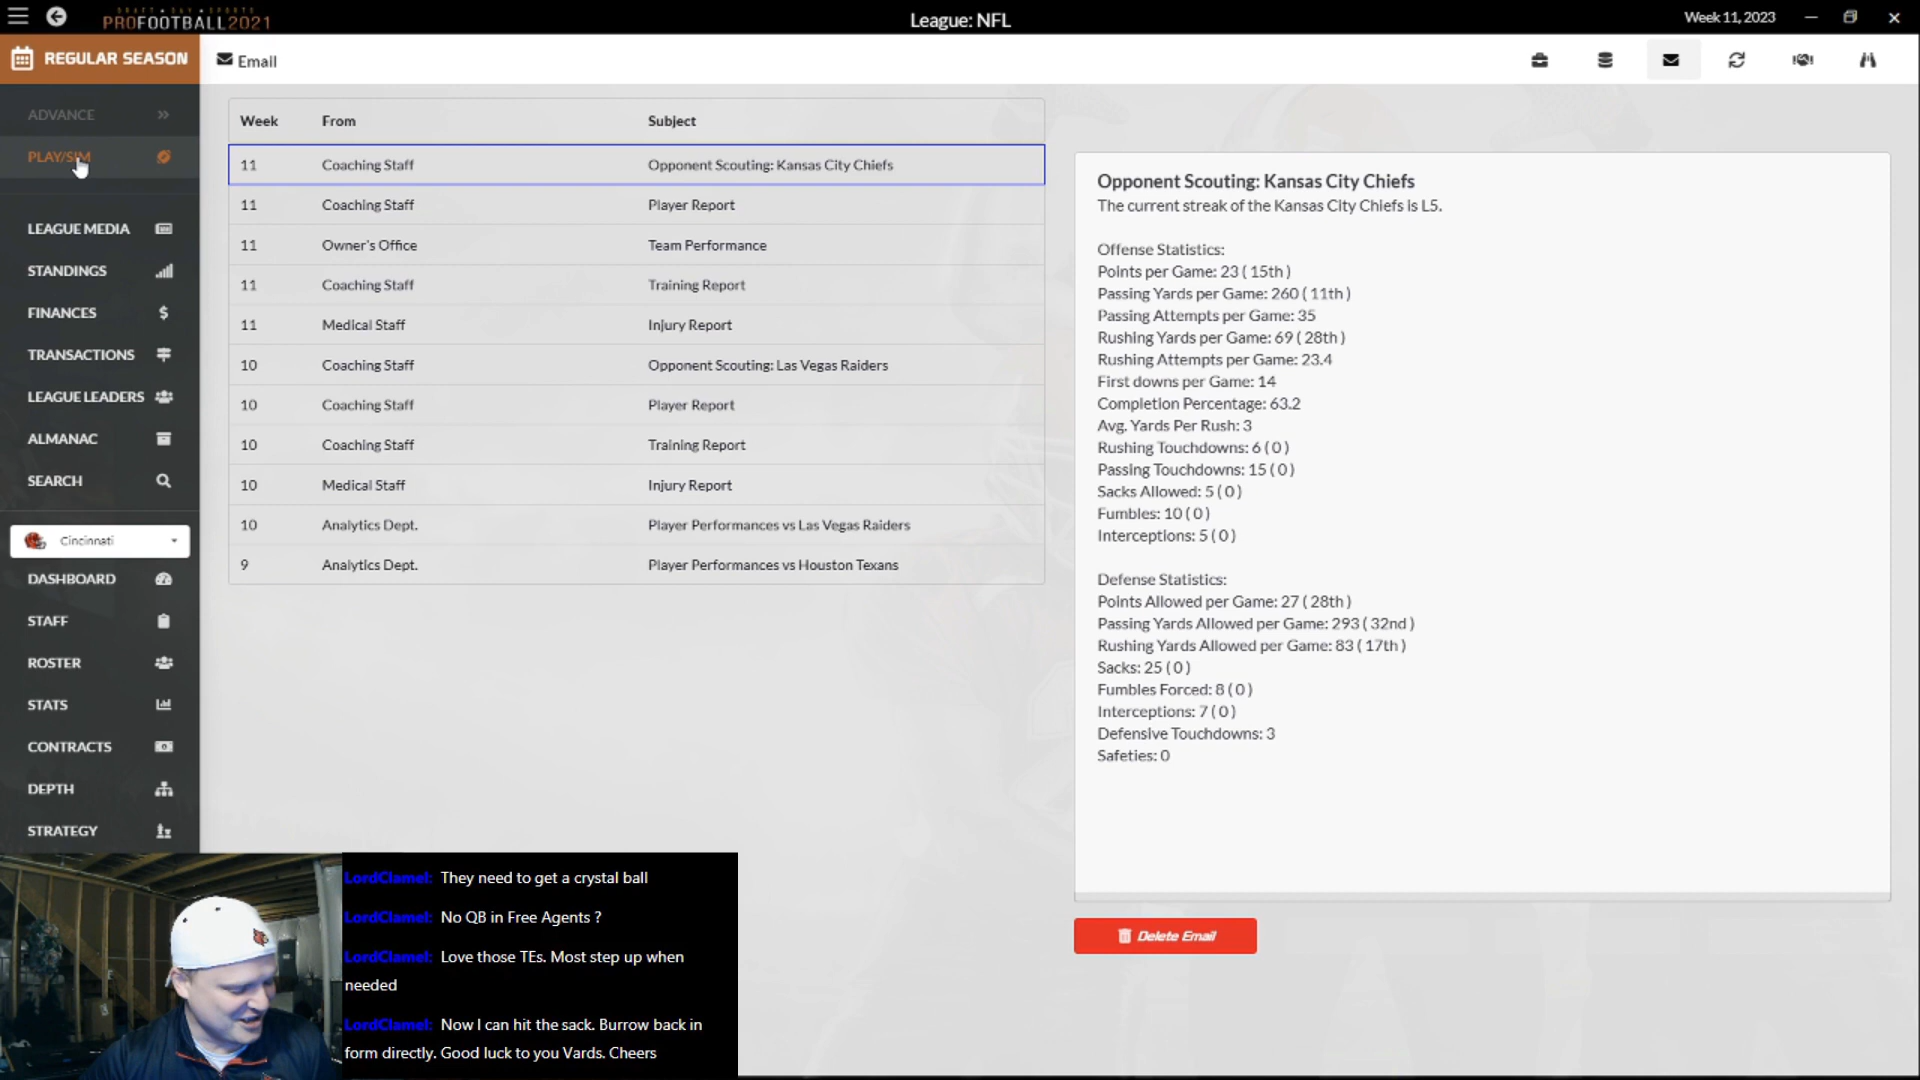 DRAFT DAY SPORTS
PROFOOTBALL2021
League: NFL
Week 11, 2023
REGULAR SEASON
Email
ADVANCE
PLAY/SIM
LEAGUE MEDIA
STANDINGS
FINANCES
TRANSACTIONS
LEAGUE LEADERS
ALMANAC
SEARCH
Cincinnati
DASHBOARD
STAFF
ROSTER
STATS
CONTRACTS
DEPTH
STRATEGY
Week From Subject
11 Coaching Staff Opponent Scouting: Kansas City Chiefs
11 Coaching Staff Player Report
11 Owner's Office Team Performance
11 Coaching Staff Training Report
11 Medical Staff Injury Report
10 Coaching Staff Opponent Scouting: Las Vegas Raiders
10 Coaching Staff Player Report
10 Coaching Staff Training Report
10 Medical Staff Injury Report
10 Analytics Dept. Player Performances vs Las Vegas Raiders
9 Analytics Dept. Player Performances vs Houston Texans
Opponent Scouting: Kansas City Chiefs
The current streak of the Kansas City Chiefs is L5.
Offense Statistics:
Points per Game: 23 ( 15th )
Passing Yards per Game: 260 ( 11th )
Passing Attempts per Game: 35
Rushing Yards per Game: 69 ( 28th )
Rushing Attempts per Game: 23.4
First downs per Game: 14
Completion Percentage: 63.2
Avg. Yards Per Rush: 3
Rushing Touchdowns: 6 ( 0 )
Passing Touchdowns: 15 ( 0 )
Sacks Allowed: 5 ( 0 )
Fumbles: 10 ( 0 )
Interceptions: 5 ( 0 )
Defense Statistics:
Points Allowed per Game: 27 ( 28th )
Passing Yards Allowed per Game: 293 ( 32nd )
Rushing Yards Allowed per Game: 83 ( 17th )
Sacks: 25 ( 0 )
Fumbles Forced: 8 ( 0 )
Interceptions: 7 ( 0 )
Defensive Touchdowns: 3
Safeties: 0
Delete Email
LordClamel: They need to get a crystal ball
LordClamel: No QB in Free Agents ?
LordClamel: Love those TEs. Most step up when
needed
LordClamel: Now I can hit the sack. Burrow back in
form directly. Good luck to you Vards. Cheers